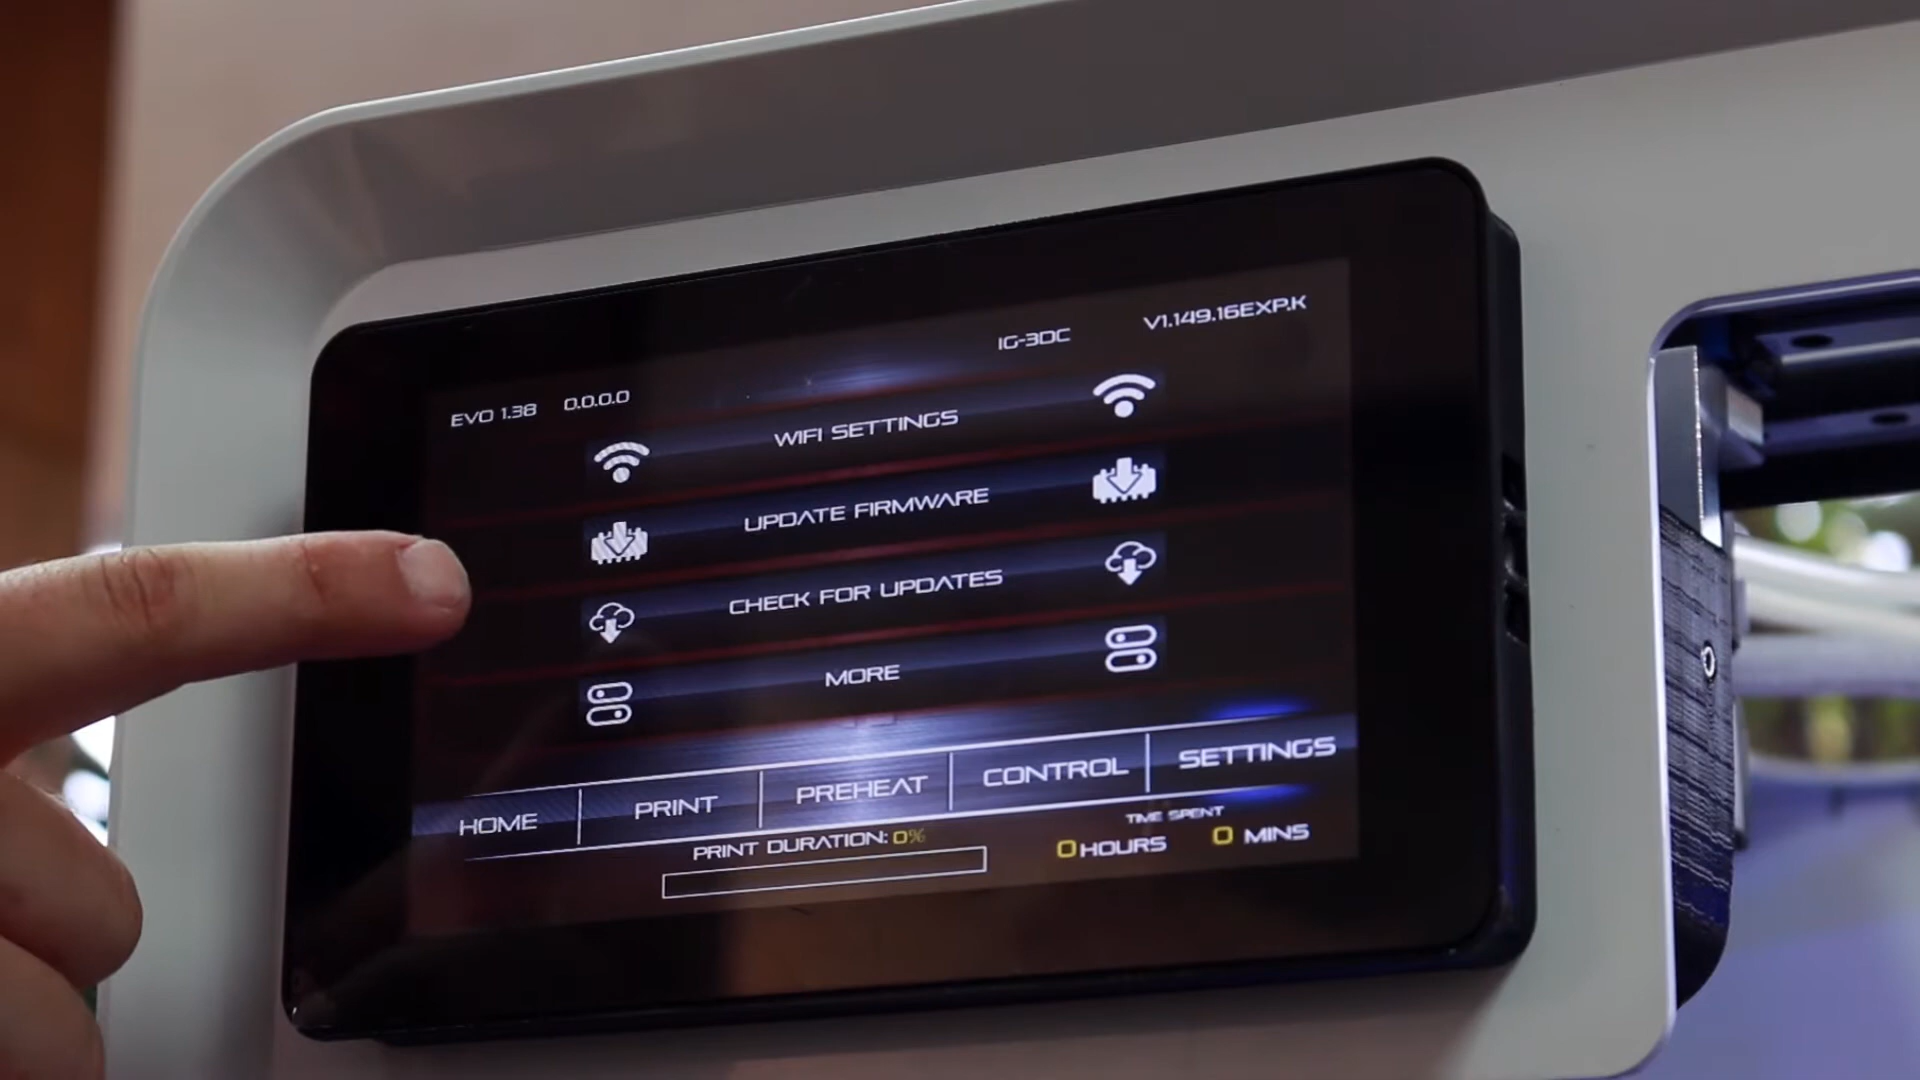 EVO 1.38 0.0.0.0 IG-3DC V1.149.16EXP.K
WIFI SETTINGS
UPDATE FIRMWARE
CHECK FOR UPDATES
MORE
HOME PRINT PREHEAT CONTROL SETTINGS
PRINT DURATION: 0% TIME SPENT
0 HOURS 0 MINS